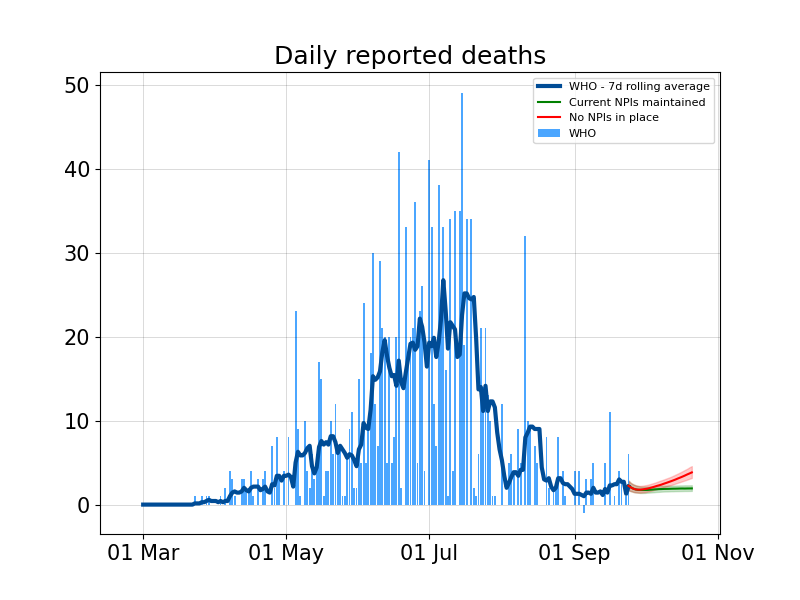 Daily reported deaths
WHO - 7d rolling average
Current NPIs maintained
No NPIs in place
WHO
50
40
30
20
10
0
01 Mar
01 May
01 Jul
01 Sep
01 Nov